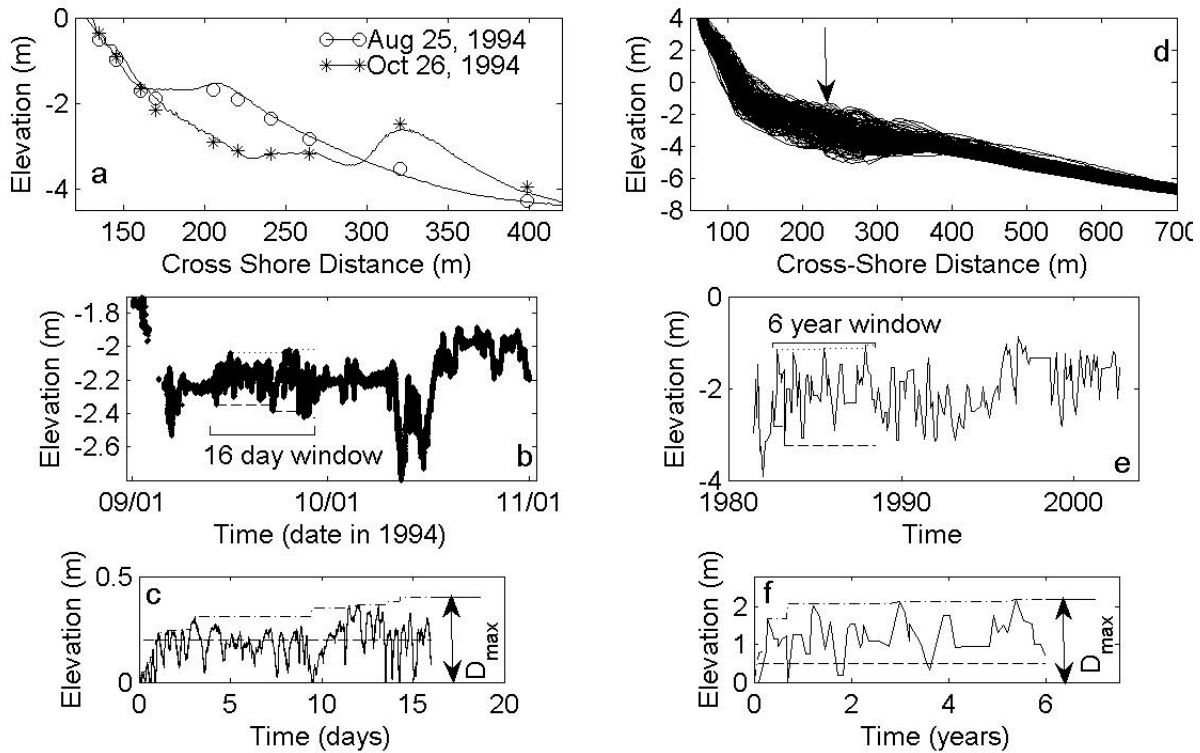 0
-2
-4
Elevation (m)
Aug 25, 1994
Oct 26, 1994
a
150 200 250 300 350 400
Cross Shore Distance (m)
4
2
0
-2
-4
-6
-8
Elevation (m)
d
100 200 300 400 500 600 700
Cross-Shore Distance (m)
-1.8
-2
-2.2
-2.4
-2.6
Elevation (m)
16 day window
b
09/01 10/01 11/01
Time (date in 1994)
0
-2
-4
Elevation (m)
6 year window
e
1980 1990 2000
Time
0.5
0
Elevation (m)
c
Dmax
0 5 10 15 20
Time (days)
2
1
0
Elevation (m)
f
Dmax
0 2 4 6
Time (years)